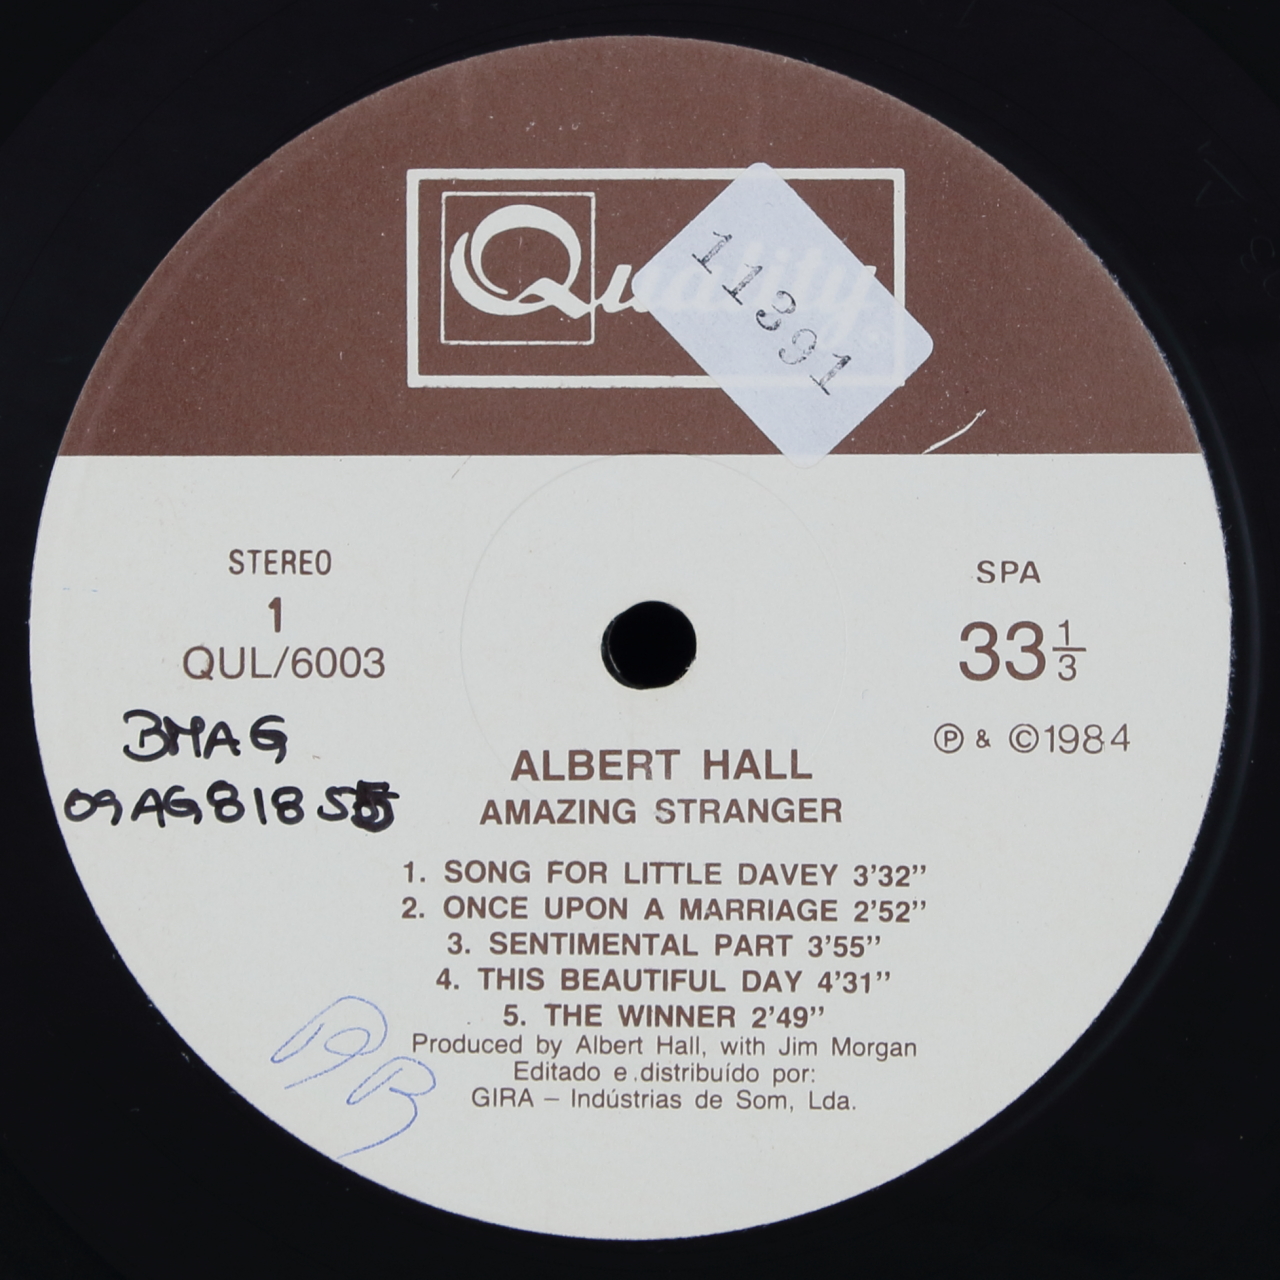 Quality.
11391
STEREO
1
QUL/6003
SPA
33 1/3
Ⓟ & ©1984
BMAG
09AG818S5
ALBERT HALL
AMAZING STRANGER
1. SONG FOR LITTLE DAVEY 3'32''
2. ONCE UPON A MARRIAGE 2'52''
3. SENTIMENTAL PART 3'55''
4. THIS BEAUTIFUL DAY 4'31''
5. THE WINNER 2'49''
Produced by Albert Hall, with Jim Morgan
Editado e distribuído por:
GIRA – Indústrias de Som, Lda.